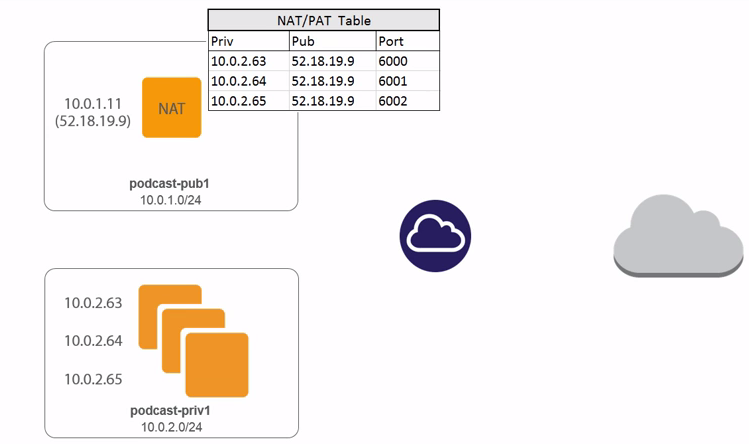 NAT/PAT Table
Priv Pub Port
10.0.2.63 52.18.19.9 6000
10.0.2.64 52.18.19.9 6001
10.0.2.65 52.18.19.9 6002
10.0.1.11
(52.18.19.9)
NAT
podcast-pub1
10.0.1.0/24
10.0.2.63
10.0.2.64
10.0.2.65
podcast-priv1
10.0.2.0/24